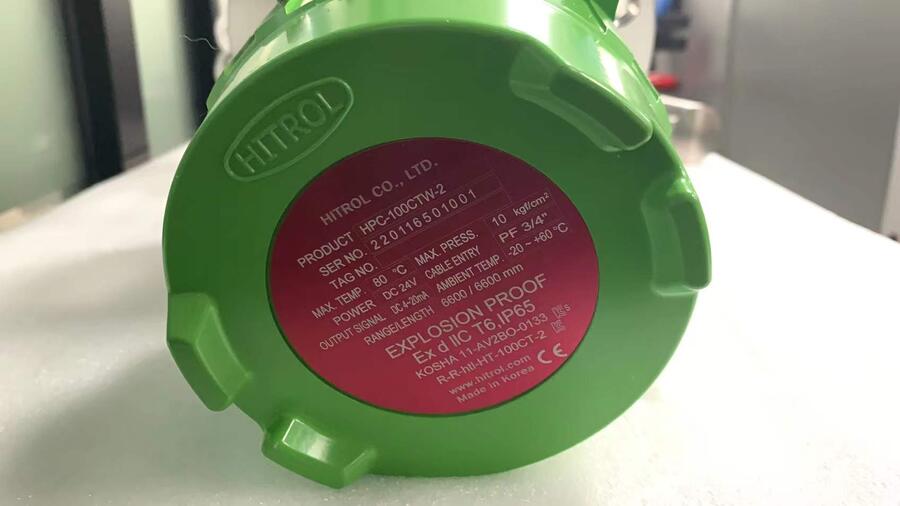 HITROL
HITROL CO., LTD.
PRODUCT HPC-100CTW-2
SER NO. 220116501001
TAG NO.
MAX. TEMP. 80 °C MAX. PRESS. 10 kgf/cm²
POWER DC 24V CABLE ENTRY PF 3/4"
OUTPUT SIGNAL DC 4~20mA AMBIENT TEMP. -20 ~ +60 °C
RANGE/LENGTH 6600 / 6600 mm
EXPLOSION PROOF
Ex d IIC T6, IP65
KOSHA 11-AV2BO-0133
R-R-htl-HT-100CT-2
www.hitrol.com
Made in Korea CE